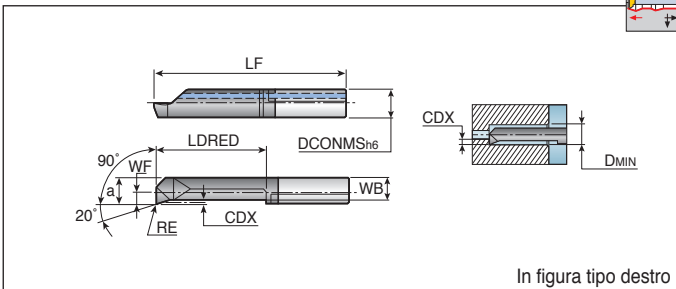 LF
CDX
LDRED
DCONMSh6
DMIN
90°
WF
a
WB
20°
CDX
RE
In figura tipo destro